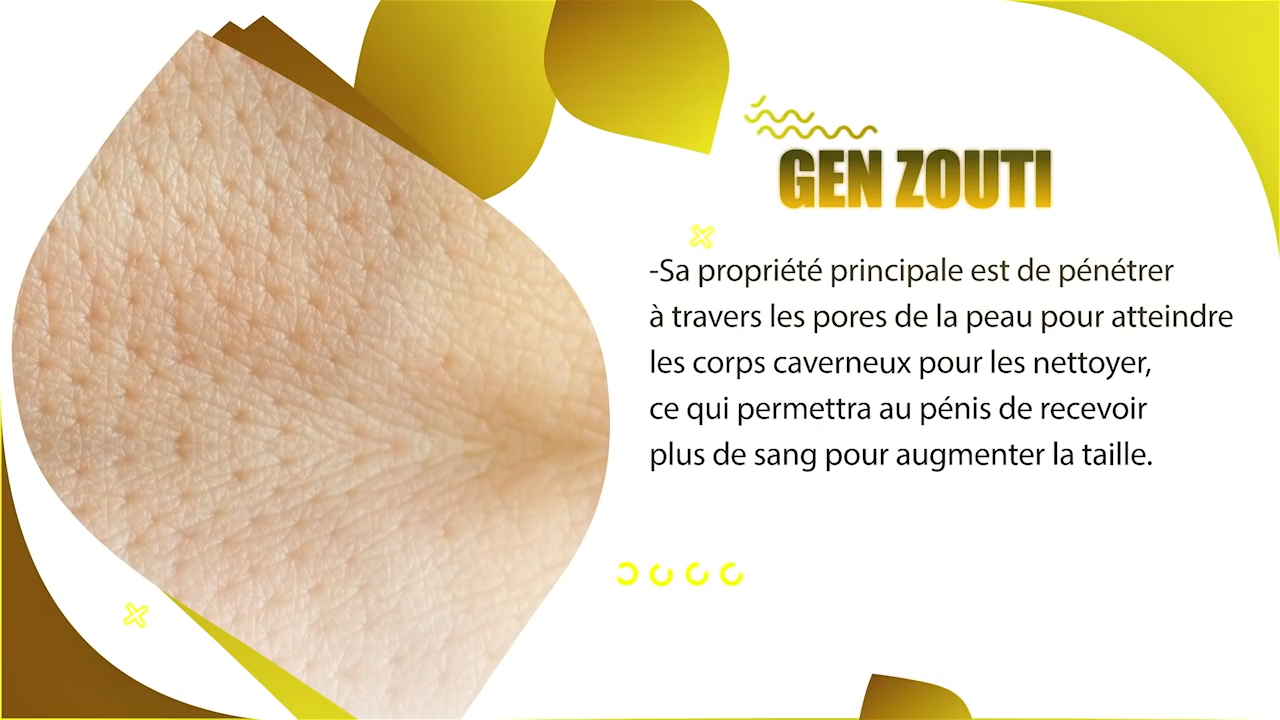 GEN ZOUTI
-Sa propriété principale est de pénétrer
à travers les pores de la peau pour atteindre
les corps caverneux pour les nettoyer,
ce qui permettra au pénis de recevoir
plus de sang pour augmenter la taille.